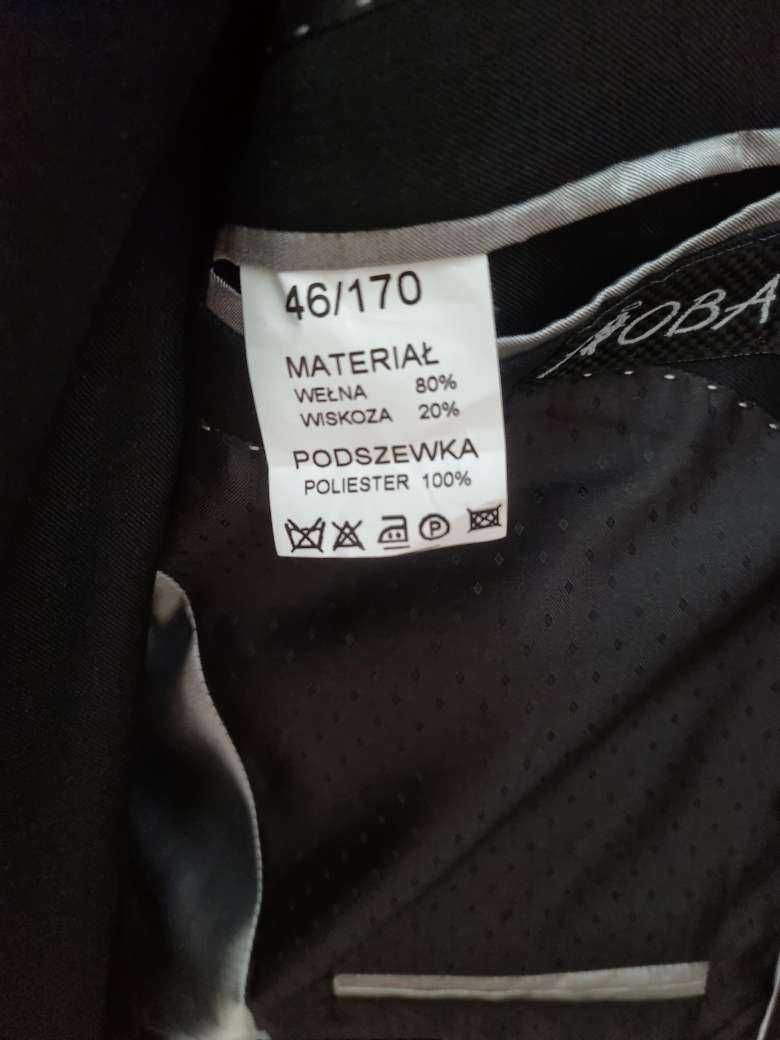 46/170
MATERIAŁ
WEŁNA 80%
WISKOZA 20%
PODSZEWKA
POLIESTER 100%
P